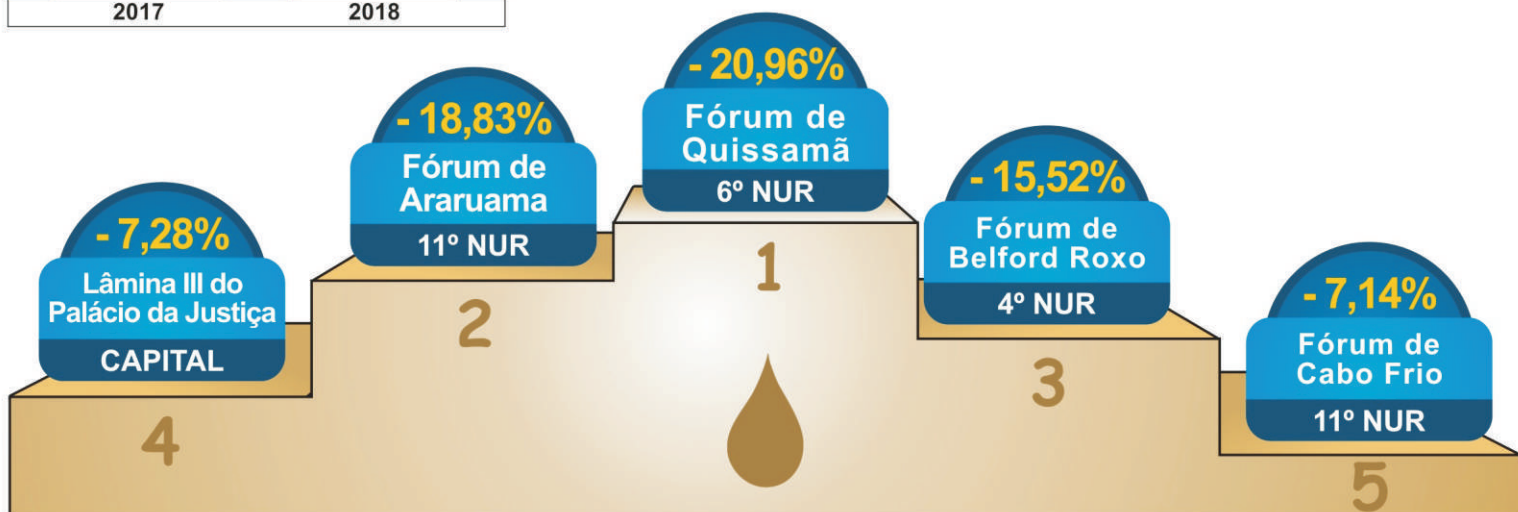 2017
2018
- 20,96%
Fórum de
Quissamã
6º NUR
1
- 18,83%
Fórum de
Araruama
11º NUR
2
- 15,52%
Fórum de
Belford Roxo
4º NUR
3
- 7,28%
Lâmina III do
Palácio da Justiça
CAPITAL
4
- 7,14%
Fórum de
Cabo Frio
11º NUR
5